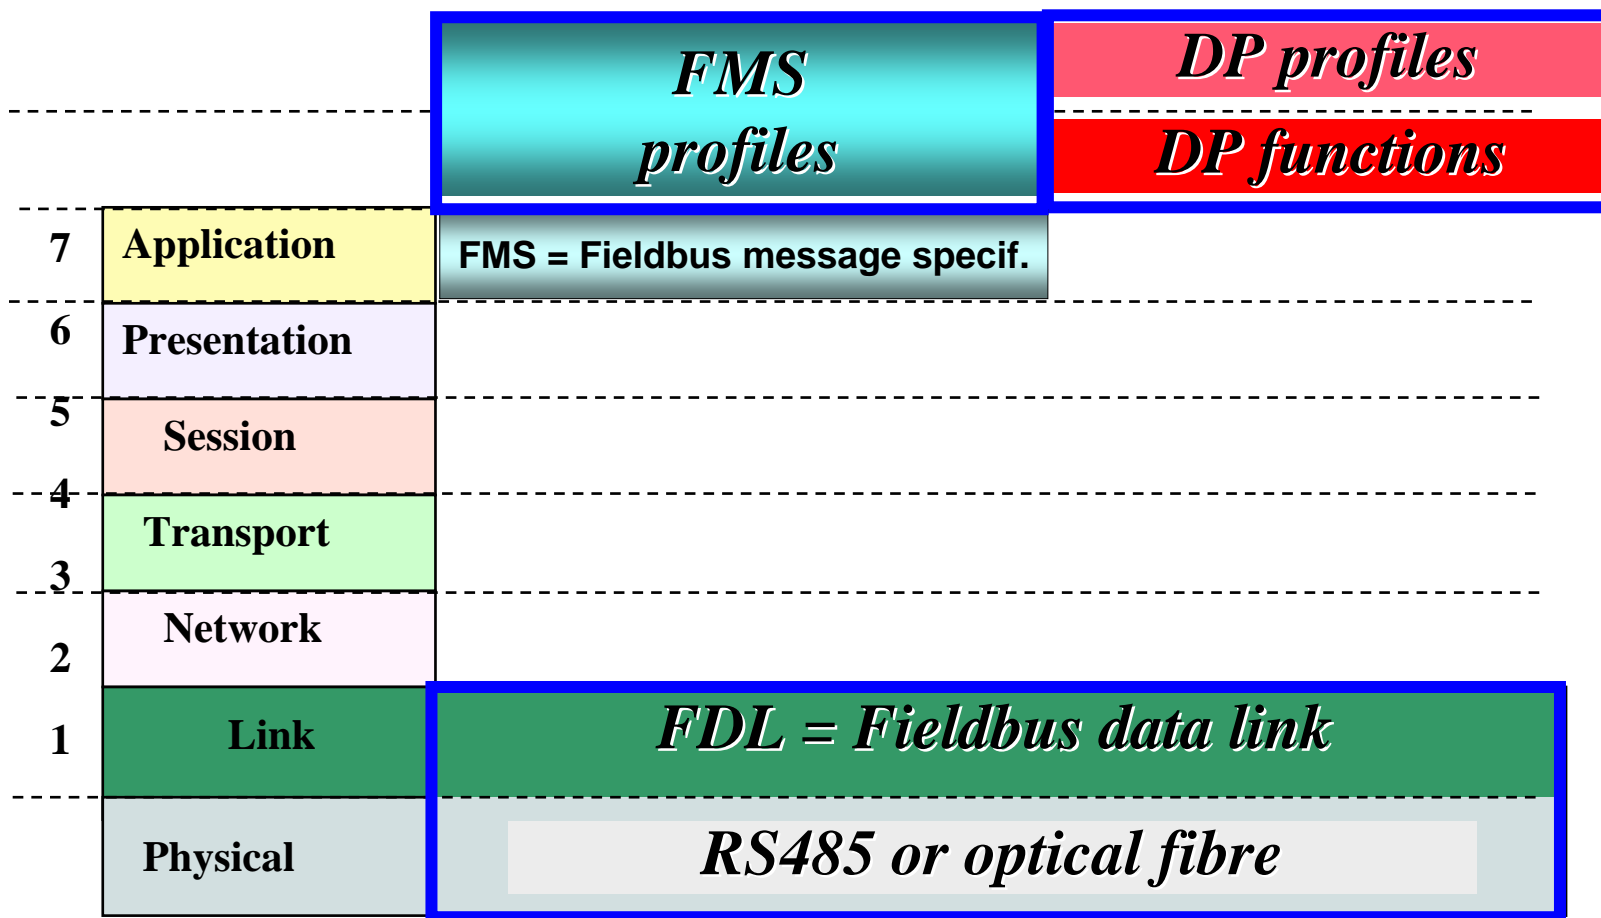 FMS
profiles
DP profiles
DP functions
7
Application
FMS = Fieldbus message specif.
6
Presentation
5
Session
4
Transport
3
Network
2
Link
FDL = Fieldbus data link
1
Physical
RS485 or optical fibre